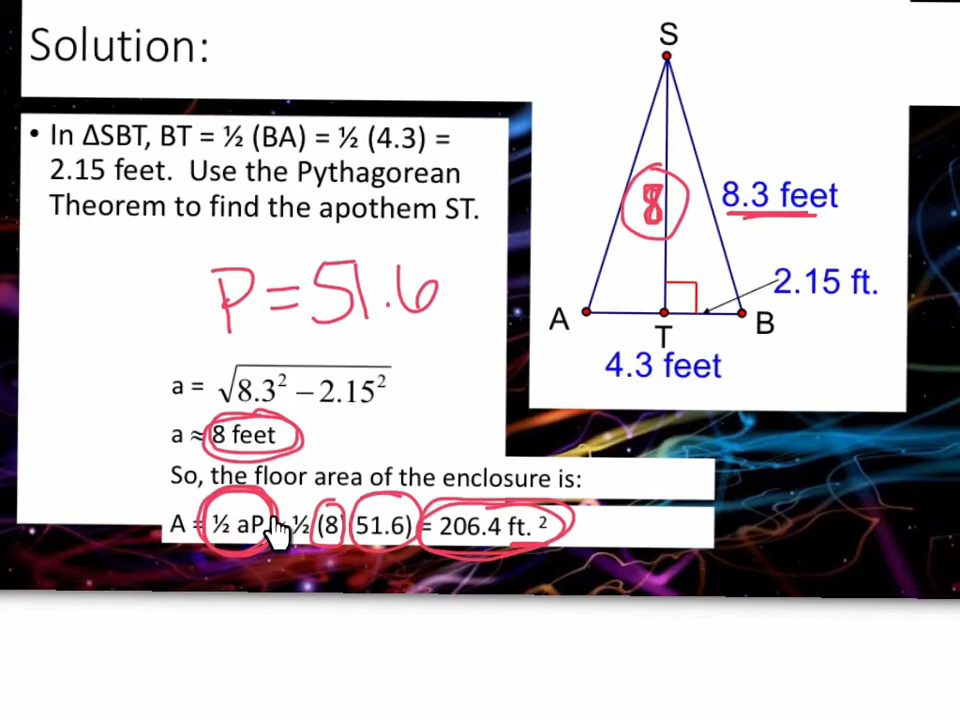 Solution:
• In ΔSBT, BT = ½ (BA) = ½ (4.3) =
2.15 feet. Use the Pythagorean
Theorem to find the apothem ST.
P = 51.6
a = √8.3² – 2.15²
a ≈ 8 feet
So, the floor area of the enclosure is:
A = ½ aP ½ (8) (51.6) = 206.4 ft. ²
S
8
8.3 feet
2.15 ft.
A
T
B
4.3 feet